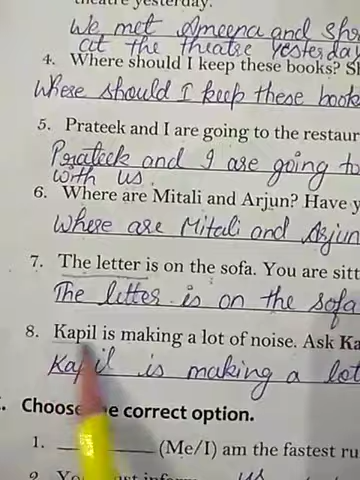 theatre yesterday.
We met Ameena and
at the theatre yesterday
4. Where should I keep these books?
Where should I keep these book
5. Prateek and I are going to the restaur
Prateek and I are going to
with us.
6. Where are Mitali and Arjun? Have y
Where are Mitali and Arjun
7. The letter is on the sofa. You are sitt
The letter is on the sofa
8. Kapil is making a lot of noise. Ask Ka
Kapil is making a lot
Choose the correct option.
1. __________ (Me/I) am the fastest ru
2. us